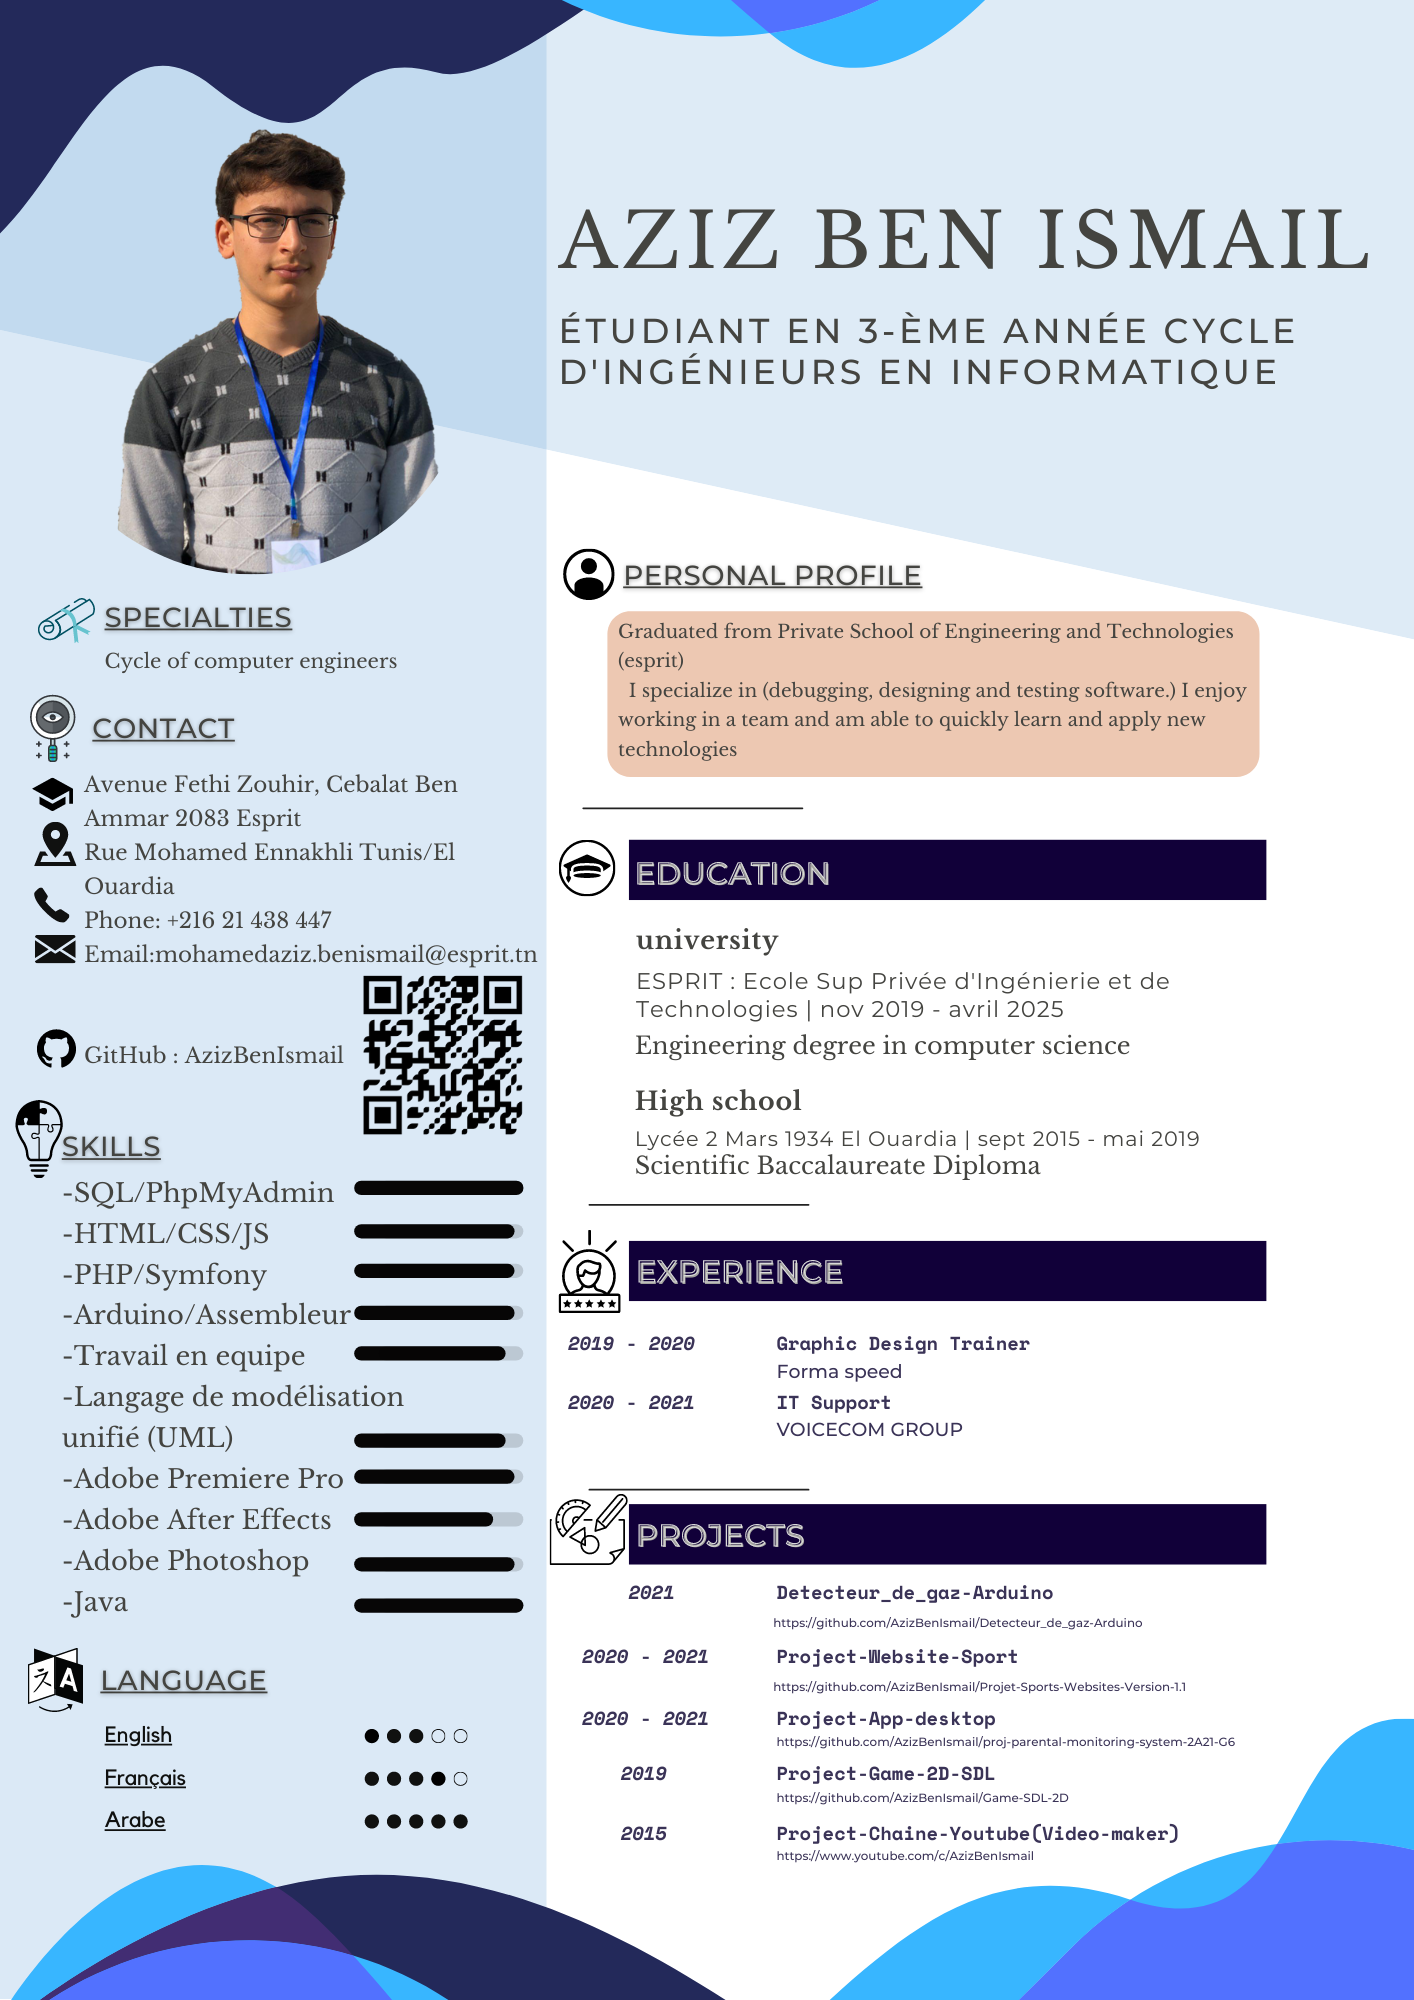 AZIZ BEN ISMAIL
ÉTUDIANT EN 3-ÈME ANNÉE CYCLE
D'INGÉNIEURS EN INFORMATIQUE
SPECIALTIES
Cycle of computer engineers
CONTACT
Avenue Fethi Zouhir, Cebalat Ben
Ammar 2083 Esprit
Rue Mohamed Ennakhli Tunis/El
Ouardia
Phone: +216 21 438 447
Email:mohamedaziz.benismail@esprit.tn
GitHub : AzizBenIsmail
SKILLS
-SQL/PhpMyAdmin
-HTML/CSS/JS
-PHP/Symfony
-Arduino/Assembleur
-Travail en equipe
-Langage de modélisation
unifié (UML)
-Adobe Premiere Pro
-Adobe After Effects
-Adobe Photoshop
-Java
LANGUAGE
English
Français
Arabe
PERSONAL PROFILE
Graduated from Private School of Engineering and Technologies
(esprit)
I specialize in (debugging, designing and testing software.) I enjoy
working in a team and am able to quickly learn and apply new
technologies
EDUCATION
university
ESPRIT : Ecole Sup Privée d'Ingénierie et de
Technologies | nov 2019 - avril 2025
Engineering degree in computer science
High school
Lycée 2 Mars 1934 El Ouardia | sept 2015 - mai 2019
Scientific Baccalaureate Diploma
EXPERIENCE
2019 - 2020 Graphic Design Trainer
Forma speed
2020 - 2021 IT Support
VOICECOM GROUP
PROJECTS
2021 Detecteur_de_gaz-Arduino
https://github.com/AzizBenIsmail/Detecteur_de_gaz-Arduino
2020 - 2021 Project-Website-Sport
https://github.com/AzizBenIsmail/Projet-Sports-Websites-Version-1.1
2020 - 2021 Project-App-desktop
https://github.com/AzizBenIsmail/proj-parental-monitoring-system-2A21-G6
2019 Project-Game-2D-SDL
https://github.com/AzizBenIsmail/Game-SDL-2D
2015 Project-Chaine-Youtube(Video-maker)
https://www.youtube.com/c/AzizBenIsmail